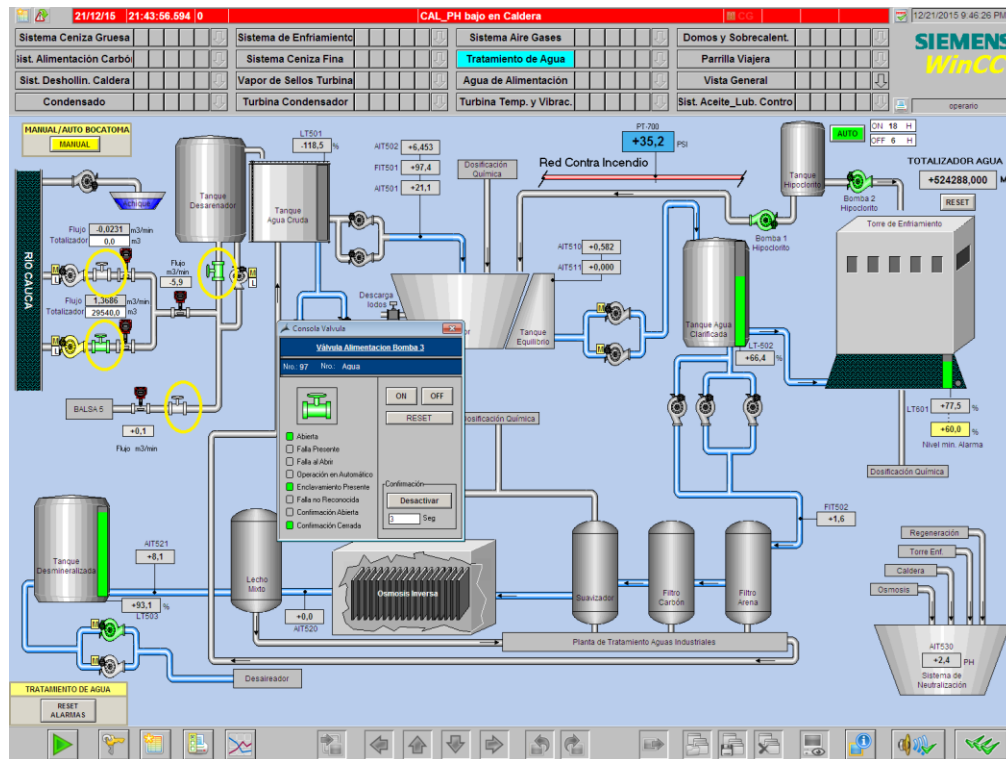 21/12/15 21:43:56.594 0 CAL_PH bajo en Caldera CG 12/21/2015 9:46:26 PM
Sistema Ceniza Gruesa Sistema de Enfriamiento Sistema Aire Gases Domos y Sobrecalent.
Sist. Alimentación Carbó Sistema Ceniza Fina Tratamiento de Agua Parrilla Viajera
Sist. Deshollin. Caldera Vapor de Sellos Turbina Agua de Alimentación Vista General
Condensado Turbina Condensador Turbina Temp. y Vibrac. Sist. Aceite_Lub. Contro
SIEMENS
WinCC
operario
MANUAL/AUTO BOCATOMA
MANUAL
RÍO CAUCA
Achique
Flujo -0,0231 m3/min
Totalizador 0,0 m3
Flujo 1,3686 m3/min
Totalizador 29540,0 m3
M
L
M
L
Flujo
m3/min
-5,9
M
L
BALSA 5
+0,1
Flujo m3/min
Tanque
Desarenador
LT501
-118,5 %
Tanque
Agua Cruda
AIT502 +6,453
FIT501 +97,4
AIT501 +21,1
Dosificación
Química
PT-700
+35,2 PSI
Red Contra Incendio
Tanque
Hipoclorito
AUTO
ON 18 H
OFF 6 H
Bomba 2
Hipoclorito
Bomba 1
Hipoclorito
TOTALIZADOR AGUA
+524288,000 M
RESET
Torre de Enfriamiento
AIT510 +0,582
AIT511 +0,000
Descarga
lodos
or
Tanque
Equilibrio
M
M
Tanque Agua
Clarificada
LT-502
+66,4 %
LT601 +77,5 %
+60,0 %
Nivel min. Alarma
Dosificación Química
Consola Valvula
Válvula Alimentacion Bomba 3
Nro.: 97 Nro.: Agua
ON OFF
RESET
Abierta
Falla Presente
Falla al Abrir
Operación en Automático
Enclavamiento Presente
Falla no Reconocida
Confirmación Abierta
Confirmación Cerrada
Confirmación
Desactivar
3 Seg
osificación Química
FIT502
+1,6
Tanque
Desmineralizada
AIT521
+8,1
+93,1 %
LT503
M
M
Lecho
Mixto
+0,0
AIT520
Osmosis Inversa
Suavizador
Filtro
Carbón
Filtro
Arena
Planta de Tratamiento Aguas Industriales
Desaireador
Regeneración
Torre Enf.
Caldera
Osmosis
AIT530
+2,4 PH
Sistema de
Neutralización
TRATAMIENTO DE AGUA
RESET
ALARMAS